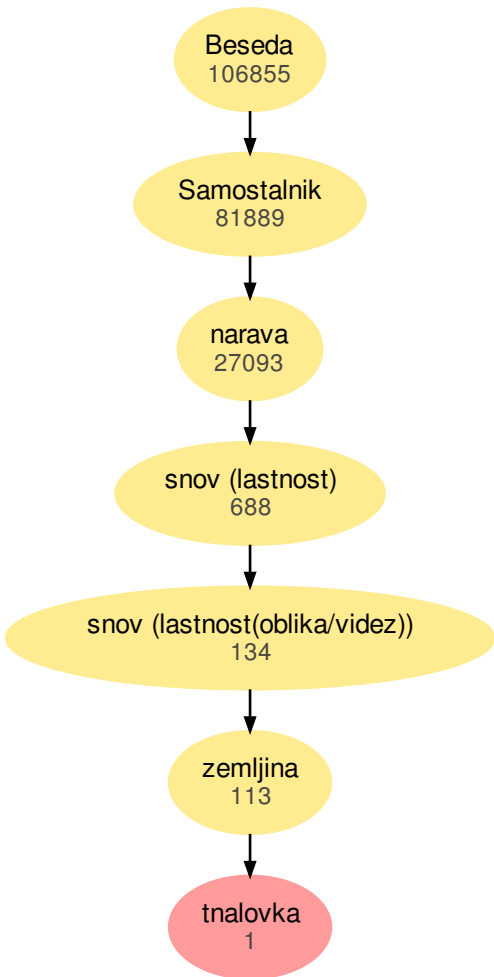 Beseda
106855
Samostalnik
81889
narava
27093
snov (lastnost)
688
snov (lastnost(oblika/videz))
134
zemljina
113
tnalovka
1